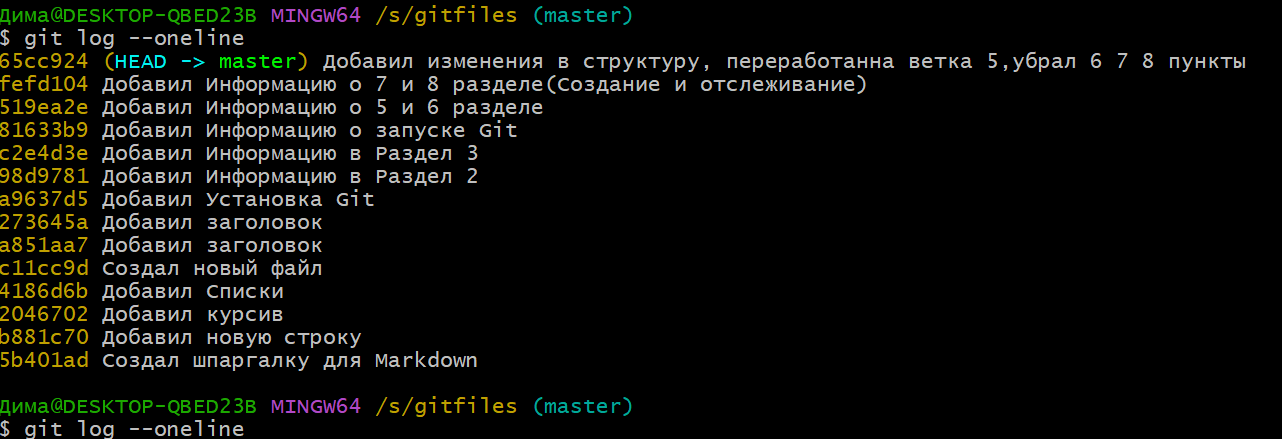 Дима@DESKTOP-QBED23B MINGW64 /s/gitfiles (master)
$ git log --oneline
65cc924 (HEAD -> master) Добавил изменения в структуру, переработанна ветка 5,убрал 6 7 8 пункты
fefd104 Добавил Информацию о 7 и 8 разделе(Создание и отслеживание)
519ea2e Добавил Информацию о 5 и 6 разделе
81633b9 Добавил Информацию о запуске Git
c2e4d3e Добавил Информацию в Раздел 3
98d9781 Добавил Информацию в Раздел 2
a9637d5 Добавил Установка Git
273645a Добавил заголовок
a851aa7 Добавил заголовок
c11cc9d Создал новый файл
4186d6b Добавил Списки
2046702 Добавил курсив
b881c70 Добавил новую строку
5b401ad Создал шпаргалку для Markdown
Дима@DESKTOP-QBED23B MINGW64 /s/gitfiles (master)
$ git log --oneline